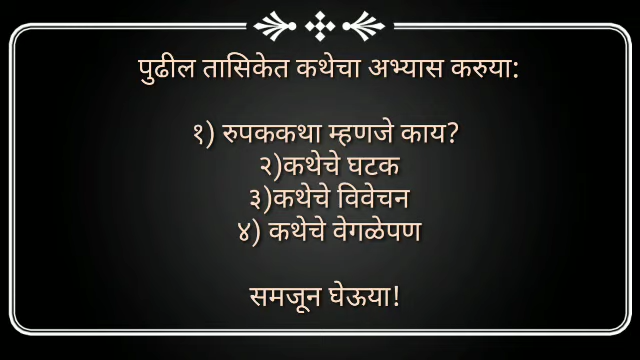 पुढील तासिकेत कथेचा अभ्यास करुया:
१) रुपककथा म्हणजे काय?
२)कथेचे घटक
३)कथेचे विवेचन
४) कथेचे वेगळेपण
समजून घेऊया!